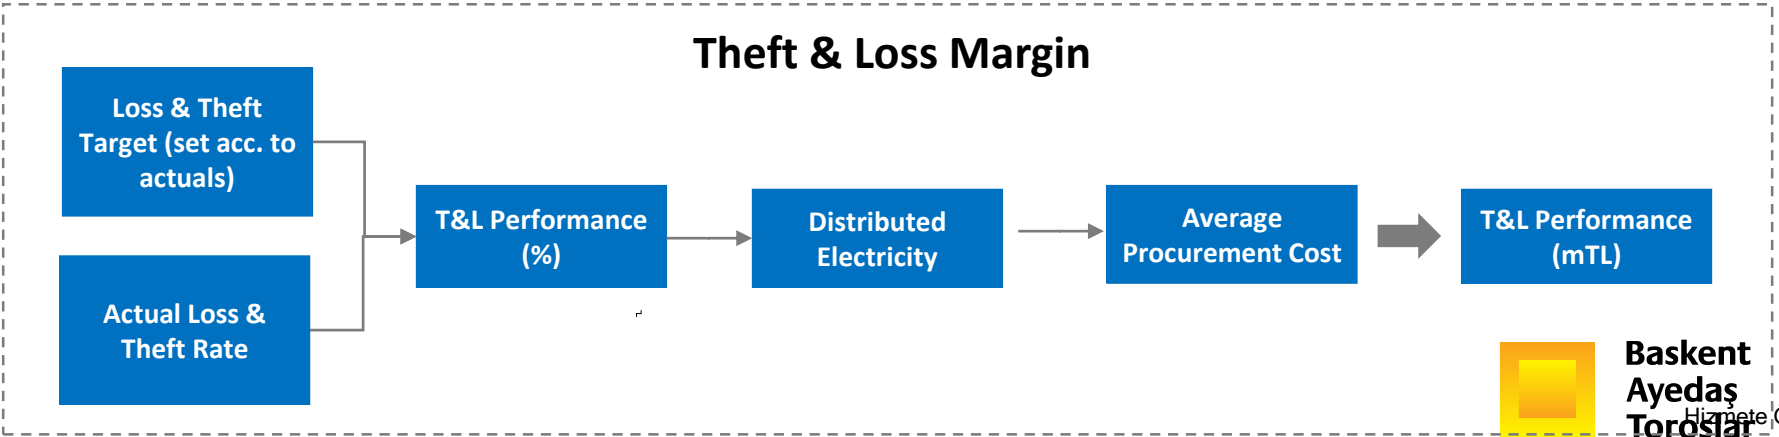 Theft & Loss Margin
Loss & Theft
Target (set acc. to
actuals)
Actual Loss &
Theft Rate
T&L Performance
(%)
Distributed
Electricity
Average
Procurement Cost
T&L Performance
(mTL)
Baskent
Ayedaş
Toroslar
Hizmete